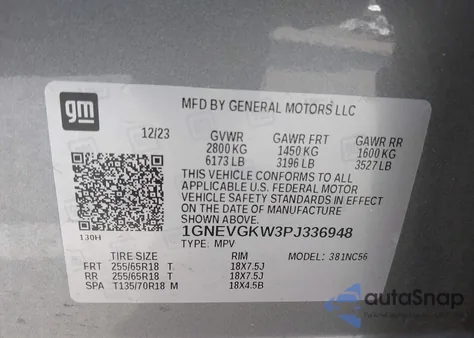 gm
MFD BY GENERAL MOTORS LLC
12/23 GVWR GAWR FRT GAWR RR
2800 KG 1450 KG 1600 KG
6173 LB 3196 LB 3527 LB
THIS VEHICLE CONFORMS TO ALL
APPLICABLE U.S. FEDERAL MOTOR
VEHICLE SAFETY STANDARDS IN EFFECT
ON THE DATE OF MANUFACTURE
SHOWN ABOVE.
1GNEVGKW3PJ336948
130H TYPE: MPV
TIRE SIZE RIM MODEL: 381NC56
FRT 255/65R18 T 18X7.5J
RR 255/65R18 T 18X7.5J
SPA T135/70R18 M 18X4.5B
autoSnap